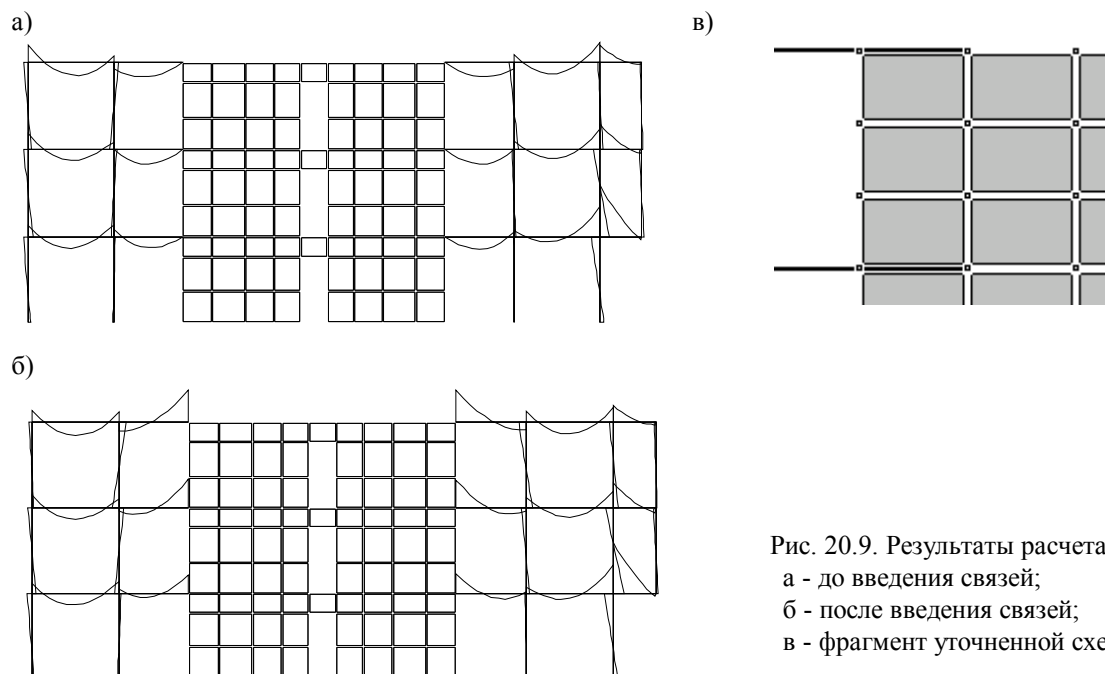 а)
в)
б)
Рис. 20.9. Результаты расчета
а - до введения связей;
б - после введения связей;
в - фрагмент уточненной схе